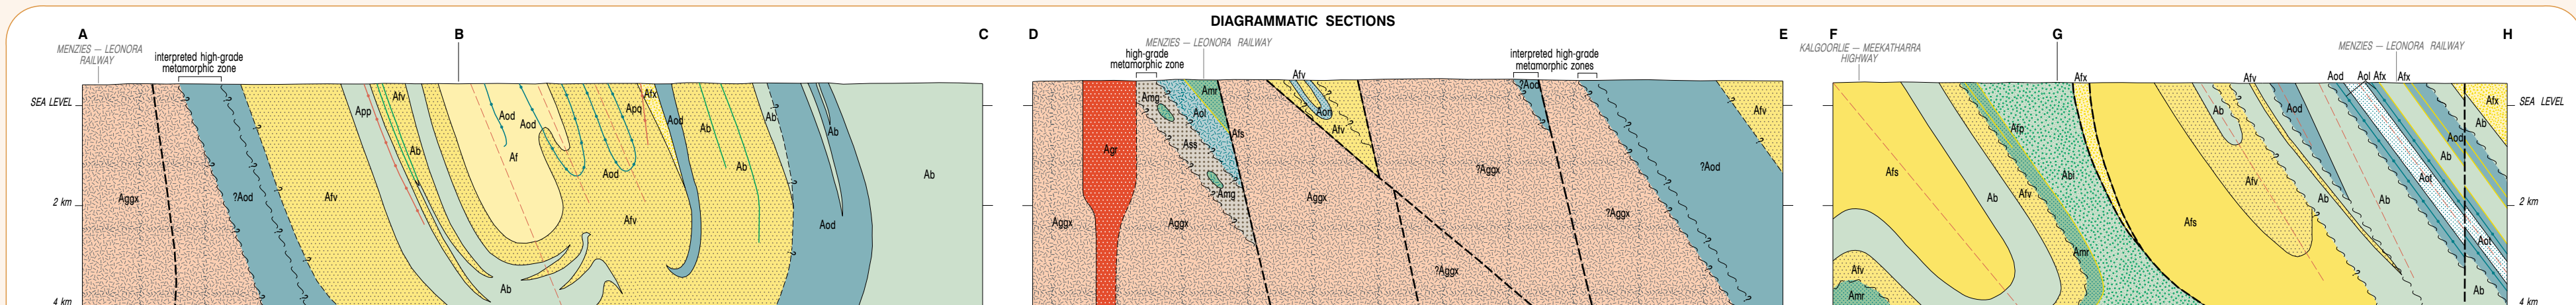 DIAGRAMMATIC SECTIONS
A
B
C
MENZIES — LEONORA
RAILWAY
interpreted high-grade
metamorphic zone
SEA LEVEL
2 km
4 km
Aggx
?Aod
Afv
App
Afv
Ab
Aod
Aod
Af
Aod
Apq
Afx
Afv
Aod
Ab
Ab
Ab
Ab
Aod
Ab
Ab
D
E
MENZIES — LEONORA RAILWAY
high-grade
metamorphic zone
interpreted high-grade
metamorphic zones
Aggx
Agr
Amg
Aol
Amr
Afs
Ass
Amg
Aggx
Afv
Aon
Afv
Aggx
?Aggx
?Aggx
?Aod
?Aggx
?Aod
Afv
F
G
H
KALGOORLIE — MEEKATHARRA
HIGHWAY
MENZIES — LEONORA RAILWAY
Afx
Afv
Aod
Aol
Afx
Afx
SEA LEVEL
2 km
4 km
Afs
Afv
Amr
Ab
Afp
Afv
Abi
Amr
Afs
Afv
Ab
Aod
Ab
Ab
Aot
Ab
Aod
Ab
Afx
Aot
Ab